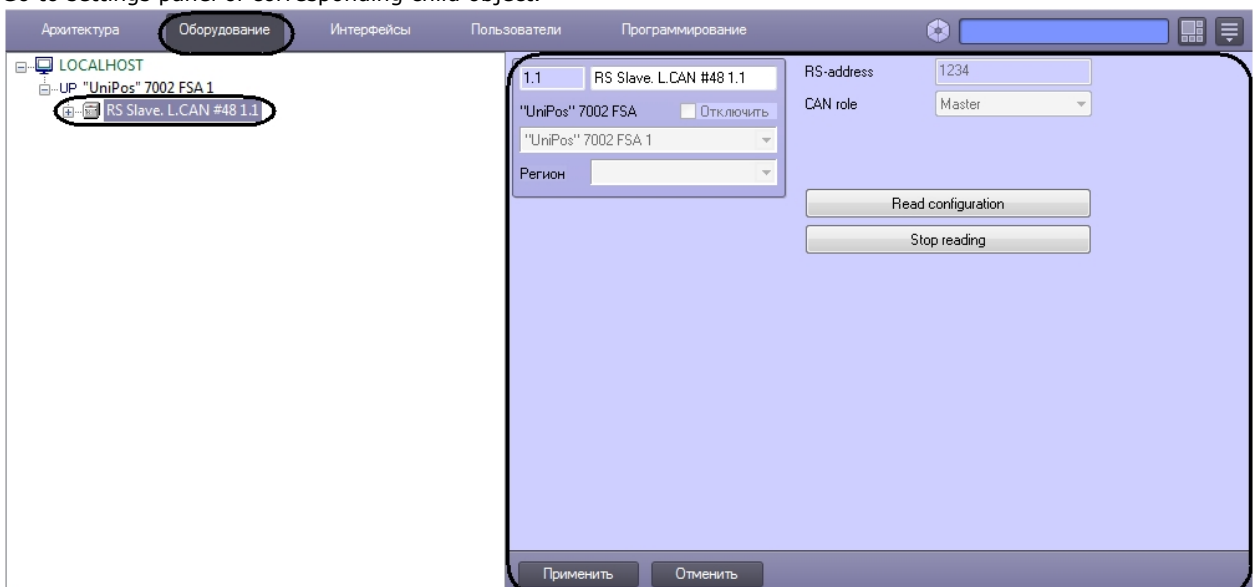 Go to settings panel of corresponding child object.
Архитектура Оборудование Интерфейсы Пользователи Программирование
LOCALHOST
UP "UniPos" 7002 FSA 1
RS Slave. L.CAN #48 1.1
1.1 RS Slave. L.CAN #48 1.1
"UniPos" 7002 FSA Отключить
"UniPos" 7002 FSA 1
Регион
RS-address 1234
CAN role Master
Read configuration
Stop reading
Применить Отменить